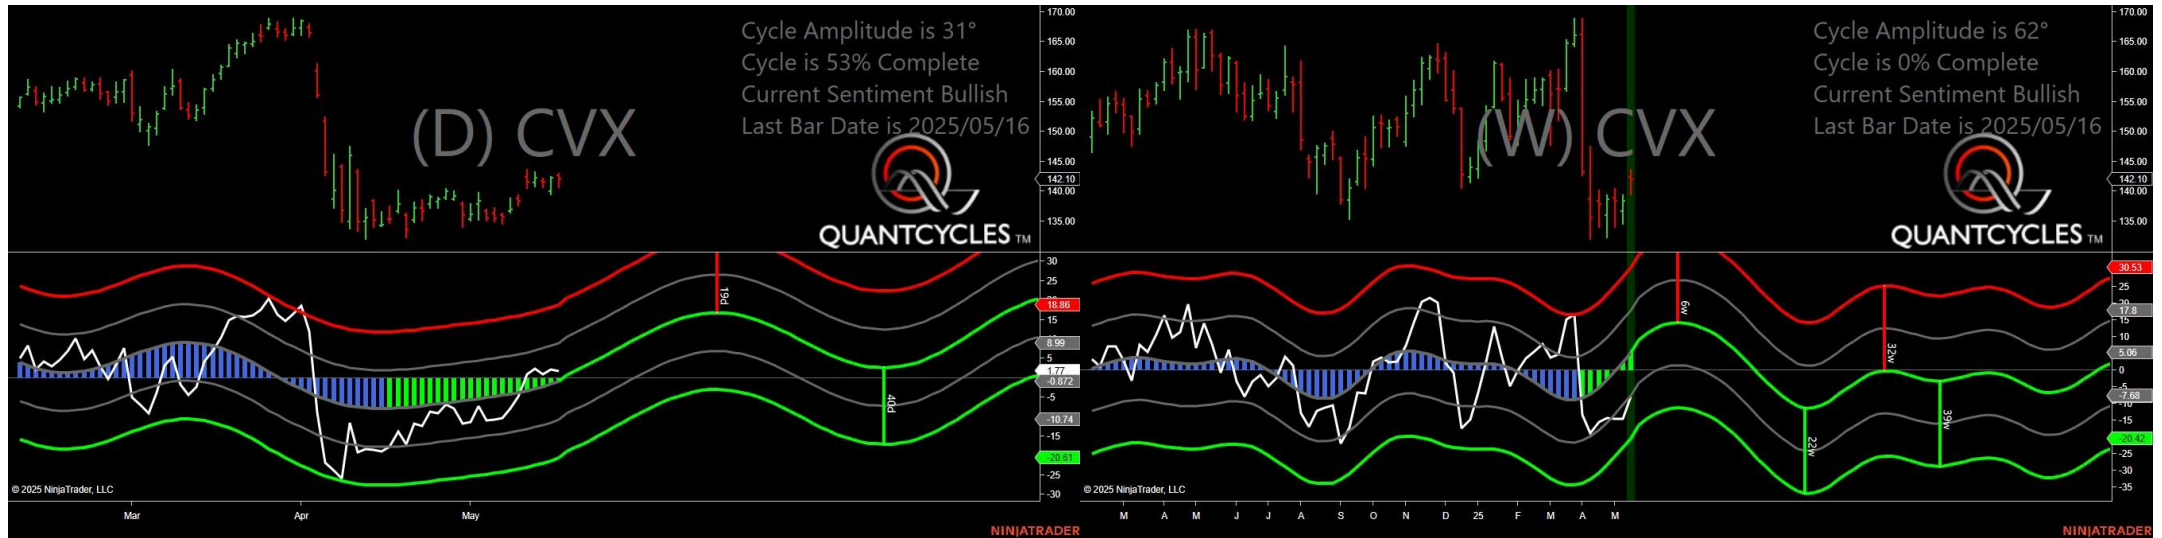 Cycle Amplitude is 31°
Cycle is 53% Complete
Current Sentiment Bullish
Last Bar Date is 2025/05/16
(D) CVX
QUANTCYCLES TM
170.00
165.00
160.00
155.00
150.00
145.00
142.10
140.00
135.00
30
25
18.86
15
8.99
5
1.77
-0.872
-5
-10.74
-15
-20.61
-25
-30
19d
40d
© 2025 NinjaTrader, LLC
Mar Apr May
NINJATRADER
Cycle Amplitude is 62°
Cycle is 0% Complete
Current Sentiment Bullish
Last Bar Date is 2025/05/16
(W) CVX
QUANTCYCLES TM
170.00
165.00
160.00
155.00
150.00
145.00
142.10
140.00
135.00
30.53
25
20
17.8
15
10
5.06
0
-5
-7.68
-10
-15
-20.42
-25
-30
-35
6w
32w
22w
39w
© 2025 NinjaTrader, LLC
M A M J J A S O N D 25 F M A M
NINJATRADER